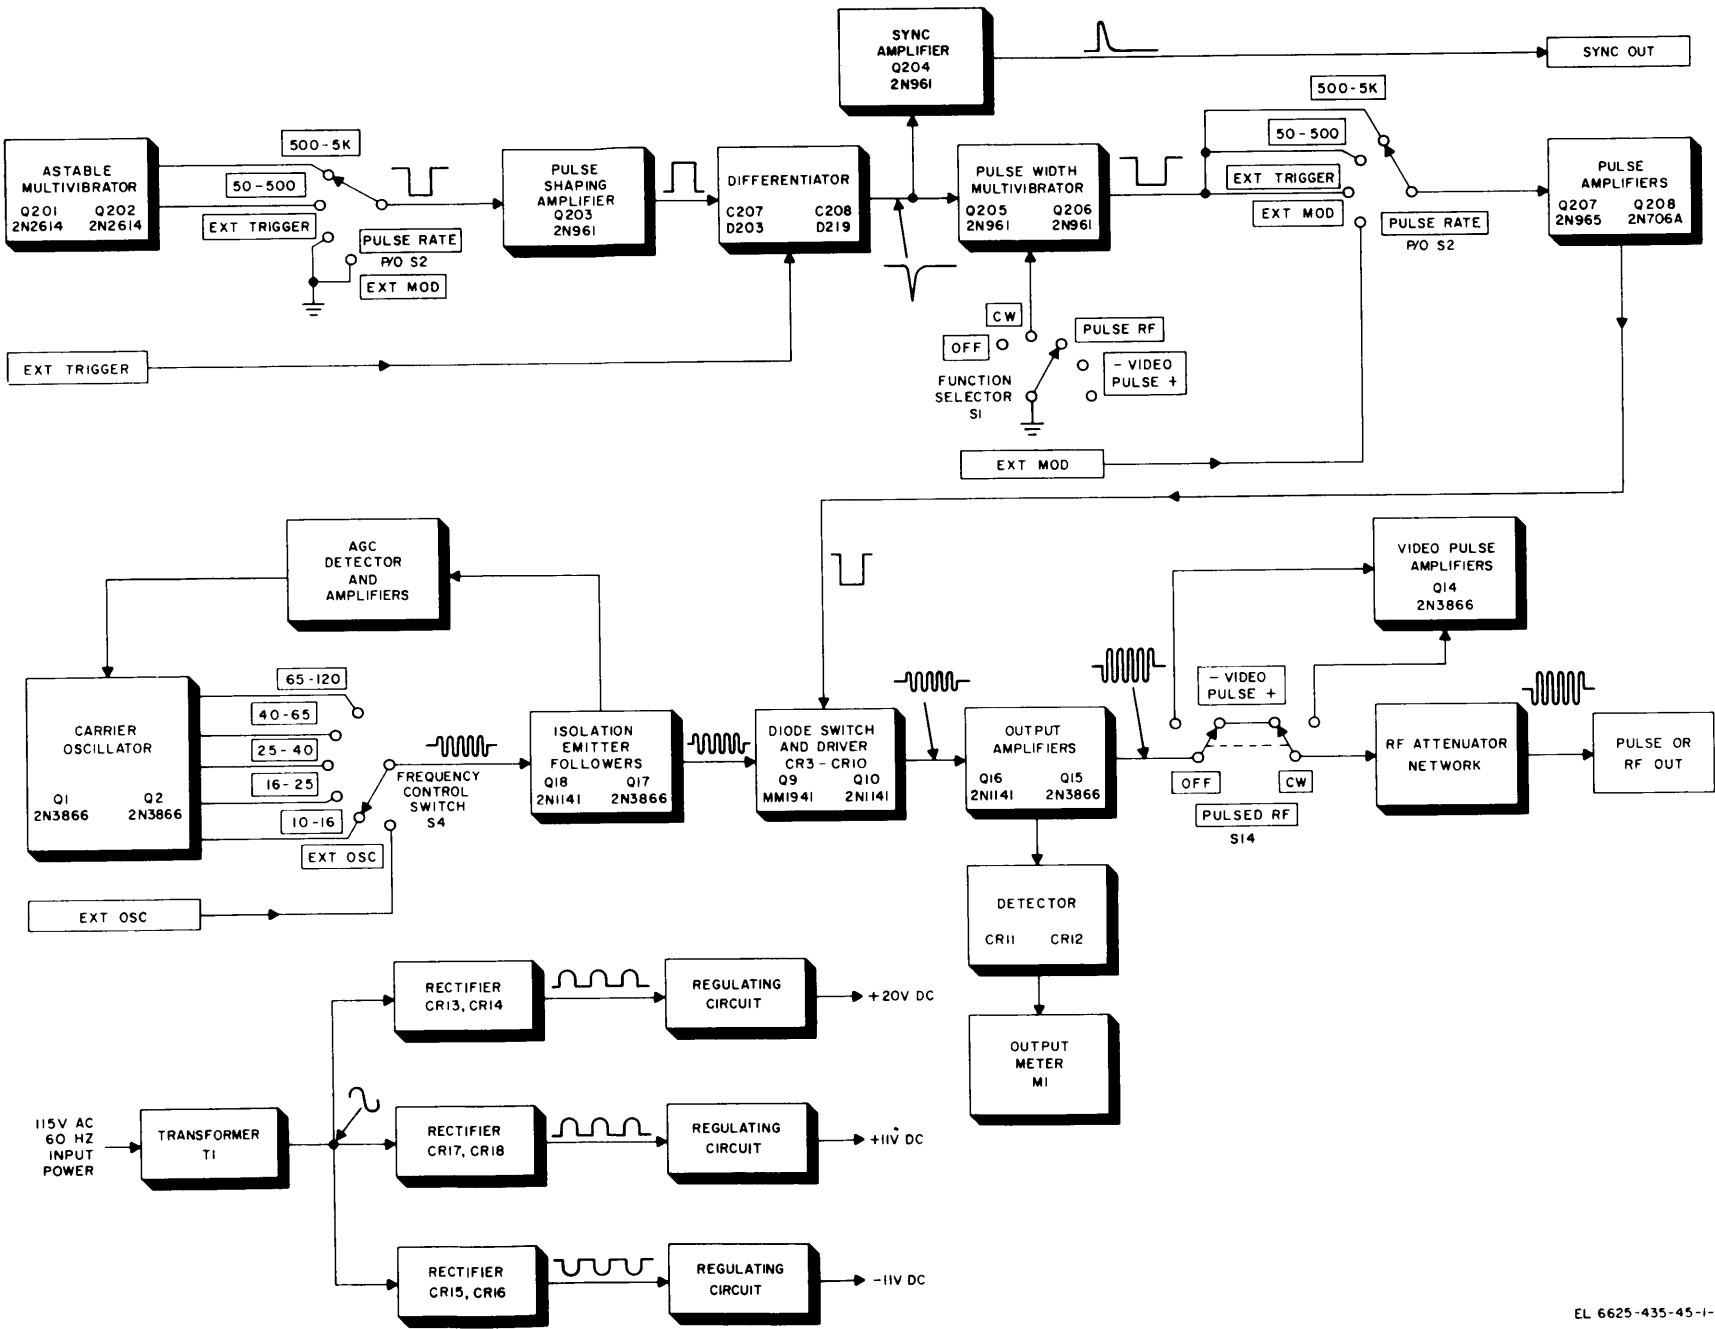 SYNC
AMPLIFIER
Q204
2N961
SYNC OUT
500-5K
50-500
EXT TRIGGER
EXT MOD
PULSE RATE
P/O S2
ASTABLE
MULTIVIBRATOR
Q201 Q202
2N2614 2N2614
500-5K
50-500
EXT TRIGGER
PULSE RATE
P/O S2
EXT MOD
PULSE
SHAPING
AMPLIFIER
Q203
2N961
DIFFERENTIATOR
C207 C208
D203 D219
PULSE WIDTH
MULTIVIBRATOR
Q205 Q206
2N961 2N961
PULSE
AMPLIFIERS
Q207 Q208
2N965 2N706A
EXT TRIGGER
CW
OFF
PULSE RF
- VIDEO
PULSE +
FUNCTION
SELECTOR
S1
EXT MOD
AGC
DETECTOR
AND
AMPLIFIERS
VIDEO PULSE
AMPLIFIERS
Q14
2N3866
CARRIER
OSCILLATOR
Q1 Q2
2N3866 2N3866
65-120
40-65
25-40
16-25
10-16
EXT OSC
FREQUENCY
CONTROL
SWITCH
S4
ISOLATION
EMITTER
FOLLOWERS
Q18 Q17
2N1141 2N3866
DIODE SWITCH
AND DRIVER
CR3-CR10
Q9 Q10
MM1941 2N1141
OUTPUT
AMPLIFIERS
Q16 Q15
2N1141 2N3866
- VIDEO
PULSE +
OFF
CW
PULSED RF
S14
RF ATTENUATOR
NETWORK
PULSE OR
RF OUT
EXT OSC
DETECTOR
CR11 CR12
OUTPUT
METER
M1
RECTIFIER
CR13, CR14
REGULATING
CIRCUIT
+20V DC
115V AC
60 HZ
INPUT
POWER
TRANSFORMER
T1
RECTIFIER
CR17, CR18
REGULATING
CIRCUIT
+11V DC
RECTIFIER
CR15, CR16
REGULATING
CIRCUIT
-11V DC
EL 6625-435-45-1-